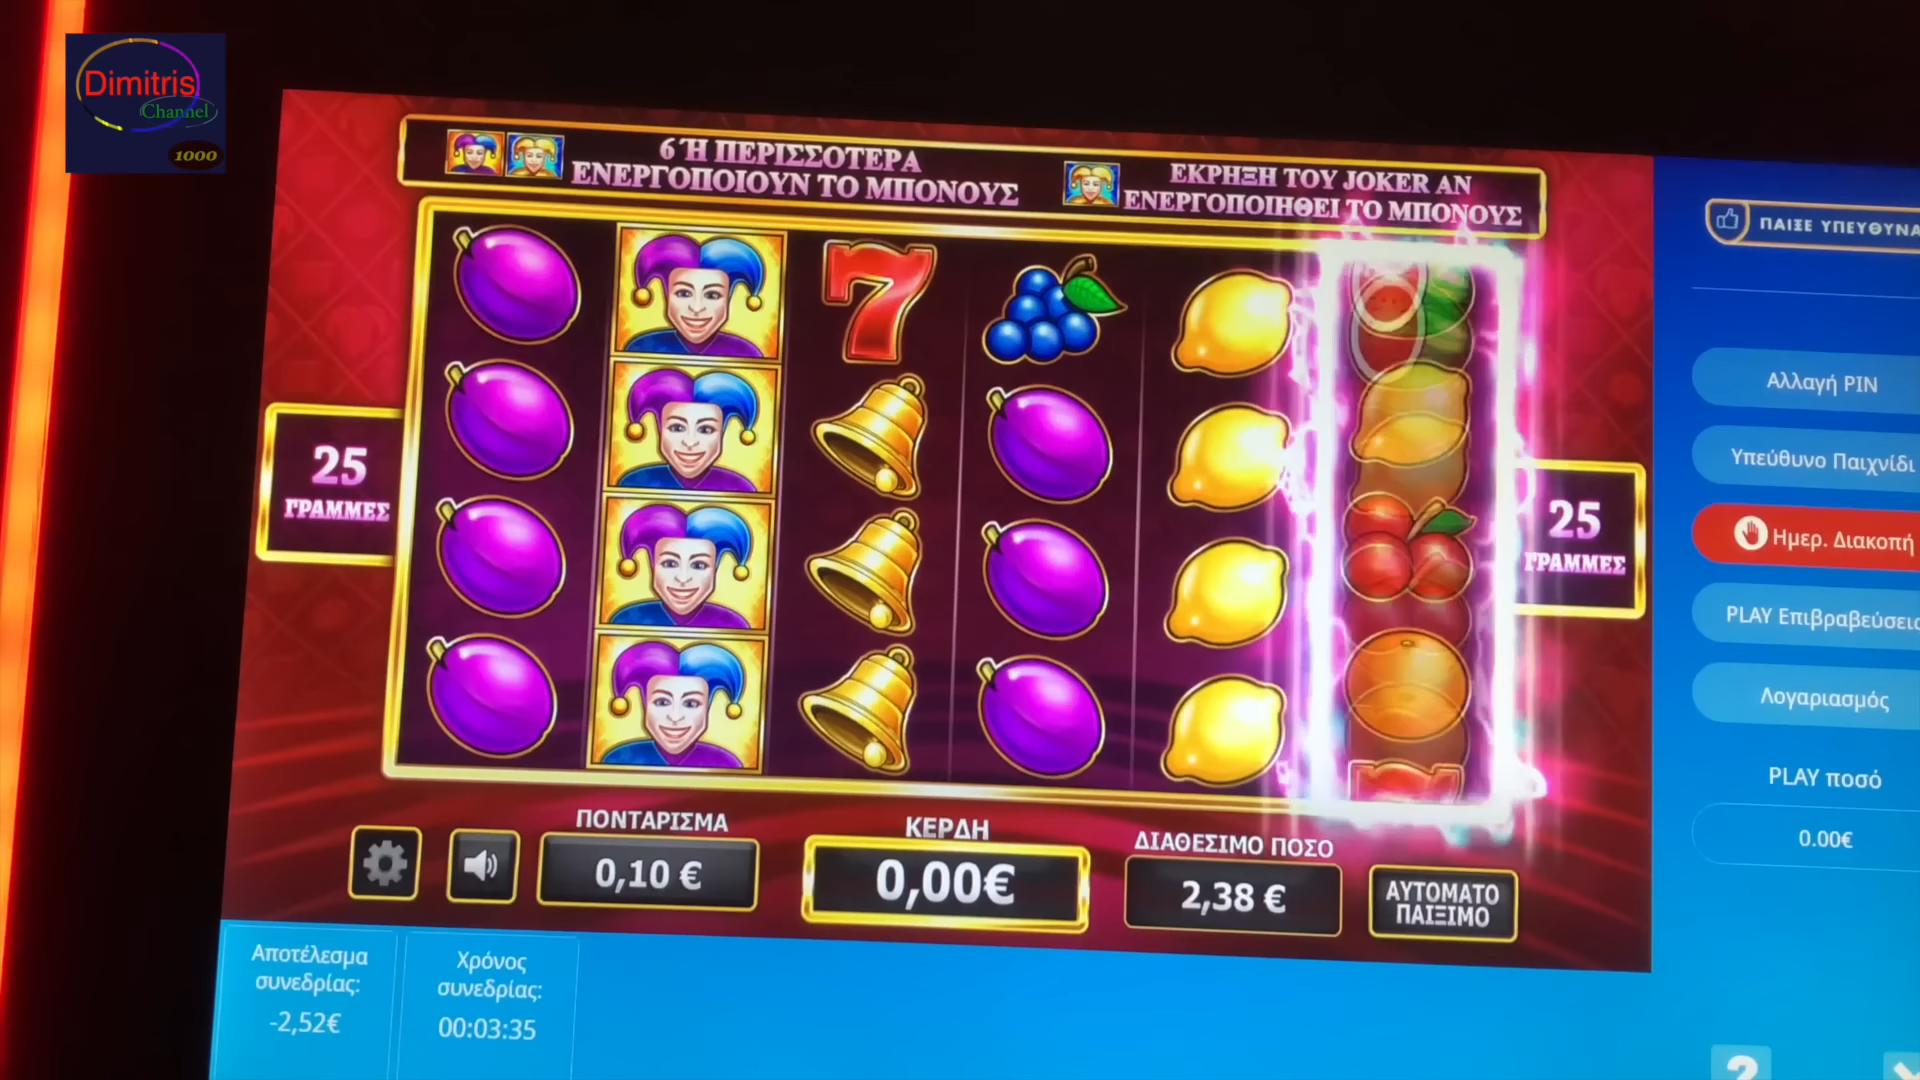 Dimitris
Channel
1000
6 Ή ΠΕΡΙΣΣΟΤΕΡΑ
ΕΝΕΡΓΟΠΟΙΟΥΝ ΤΟ ΜΠΟΝΟΥΣ
ΕΚΡΗΞΗ ΤΟΥ JOKER ΑΝ
ΕΝΕΡΓΟΠΟΙΗΘΕΙ ΤΟ ΜΠΟΝΟΥΣ
25
ΓΡΑΜΜΕΣ
25
ΓΡΑΜΜΕΣ
ΠΟΝΤΑΡΙΣΜΑ
0,10 €
ΚΕΡΔΗ
0,00€
ΔΙΑΘΕΣΙΜΟ ΠΟΣΟ
2,38 €
ΑΥΤΟΜΑΤΟ
ΠΑΙΞΙΜΟ
Αποτέλεσμα
συνεδρίας:
-2,52€
Χρόνος
συνεδρίας:
00:03:35
ΠΑΙΞΕ ΥΠΕΥΘΥΝΑ
Αλλαγή PIN
Υπεύθυνο Παιχνίδι
Ημερ. Διακοπή
PLAY Επιβραβεύσεις
Λογαριασμός
PLAY ποσό
0.00€
?